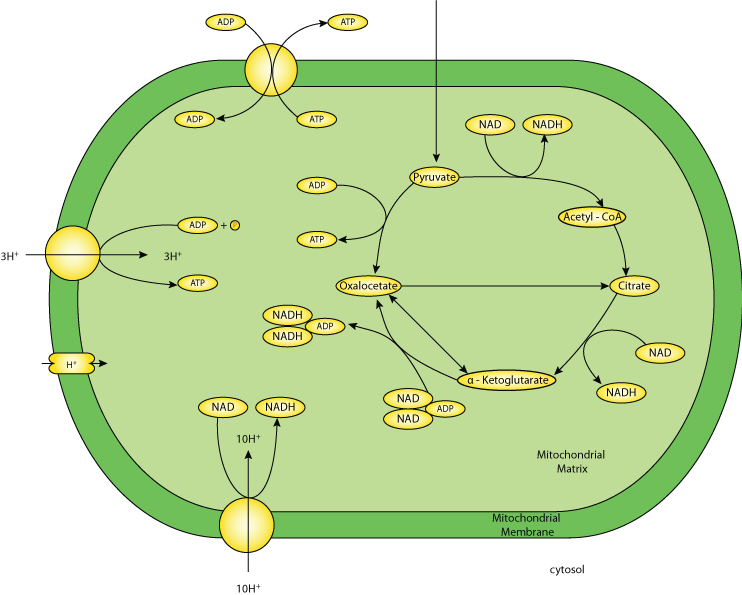 ADP
ATP
ADP
ATP
NAD
NADH
Pyruvate
ADP
Acetyl - CoA
ADP + P
ATP
3H⁺
3H⁺
ATP
Oxalocetate
Citrate
NADH
NADH
ADP
H⁺
NAD
NADH
α - Ketoglutarate
NAD
NAD
ADP
NAD
NADH
10H⁺
Mitochondrial
Matrix
Mitochondrial
Membrane
cytosol
10H⁺